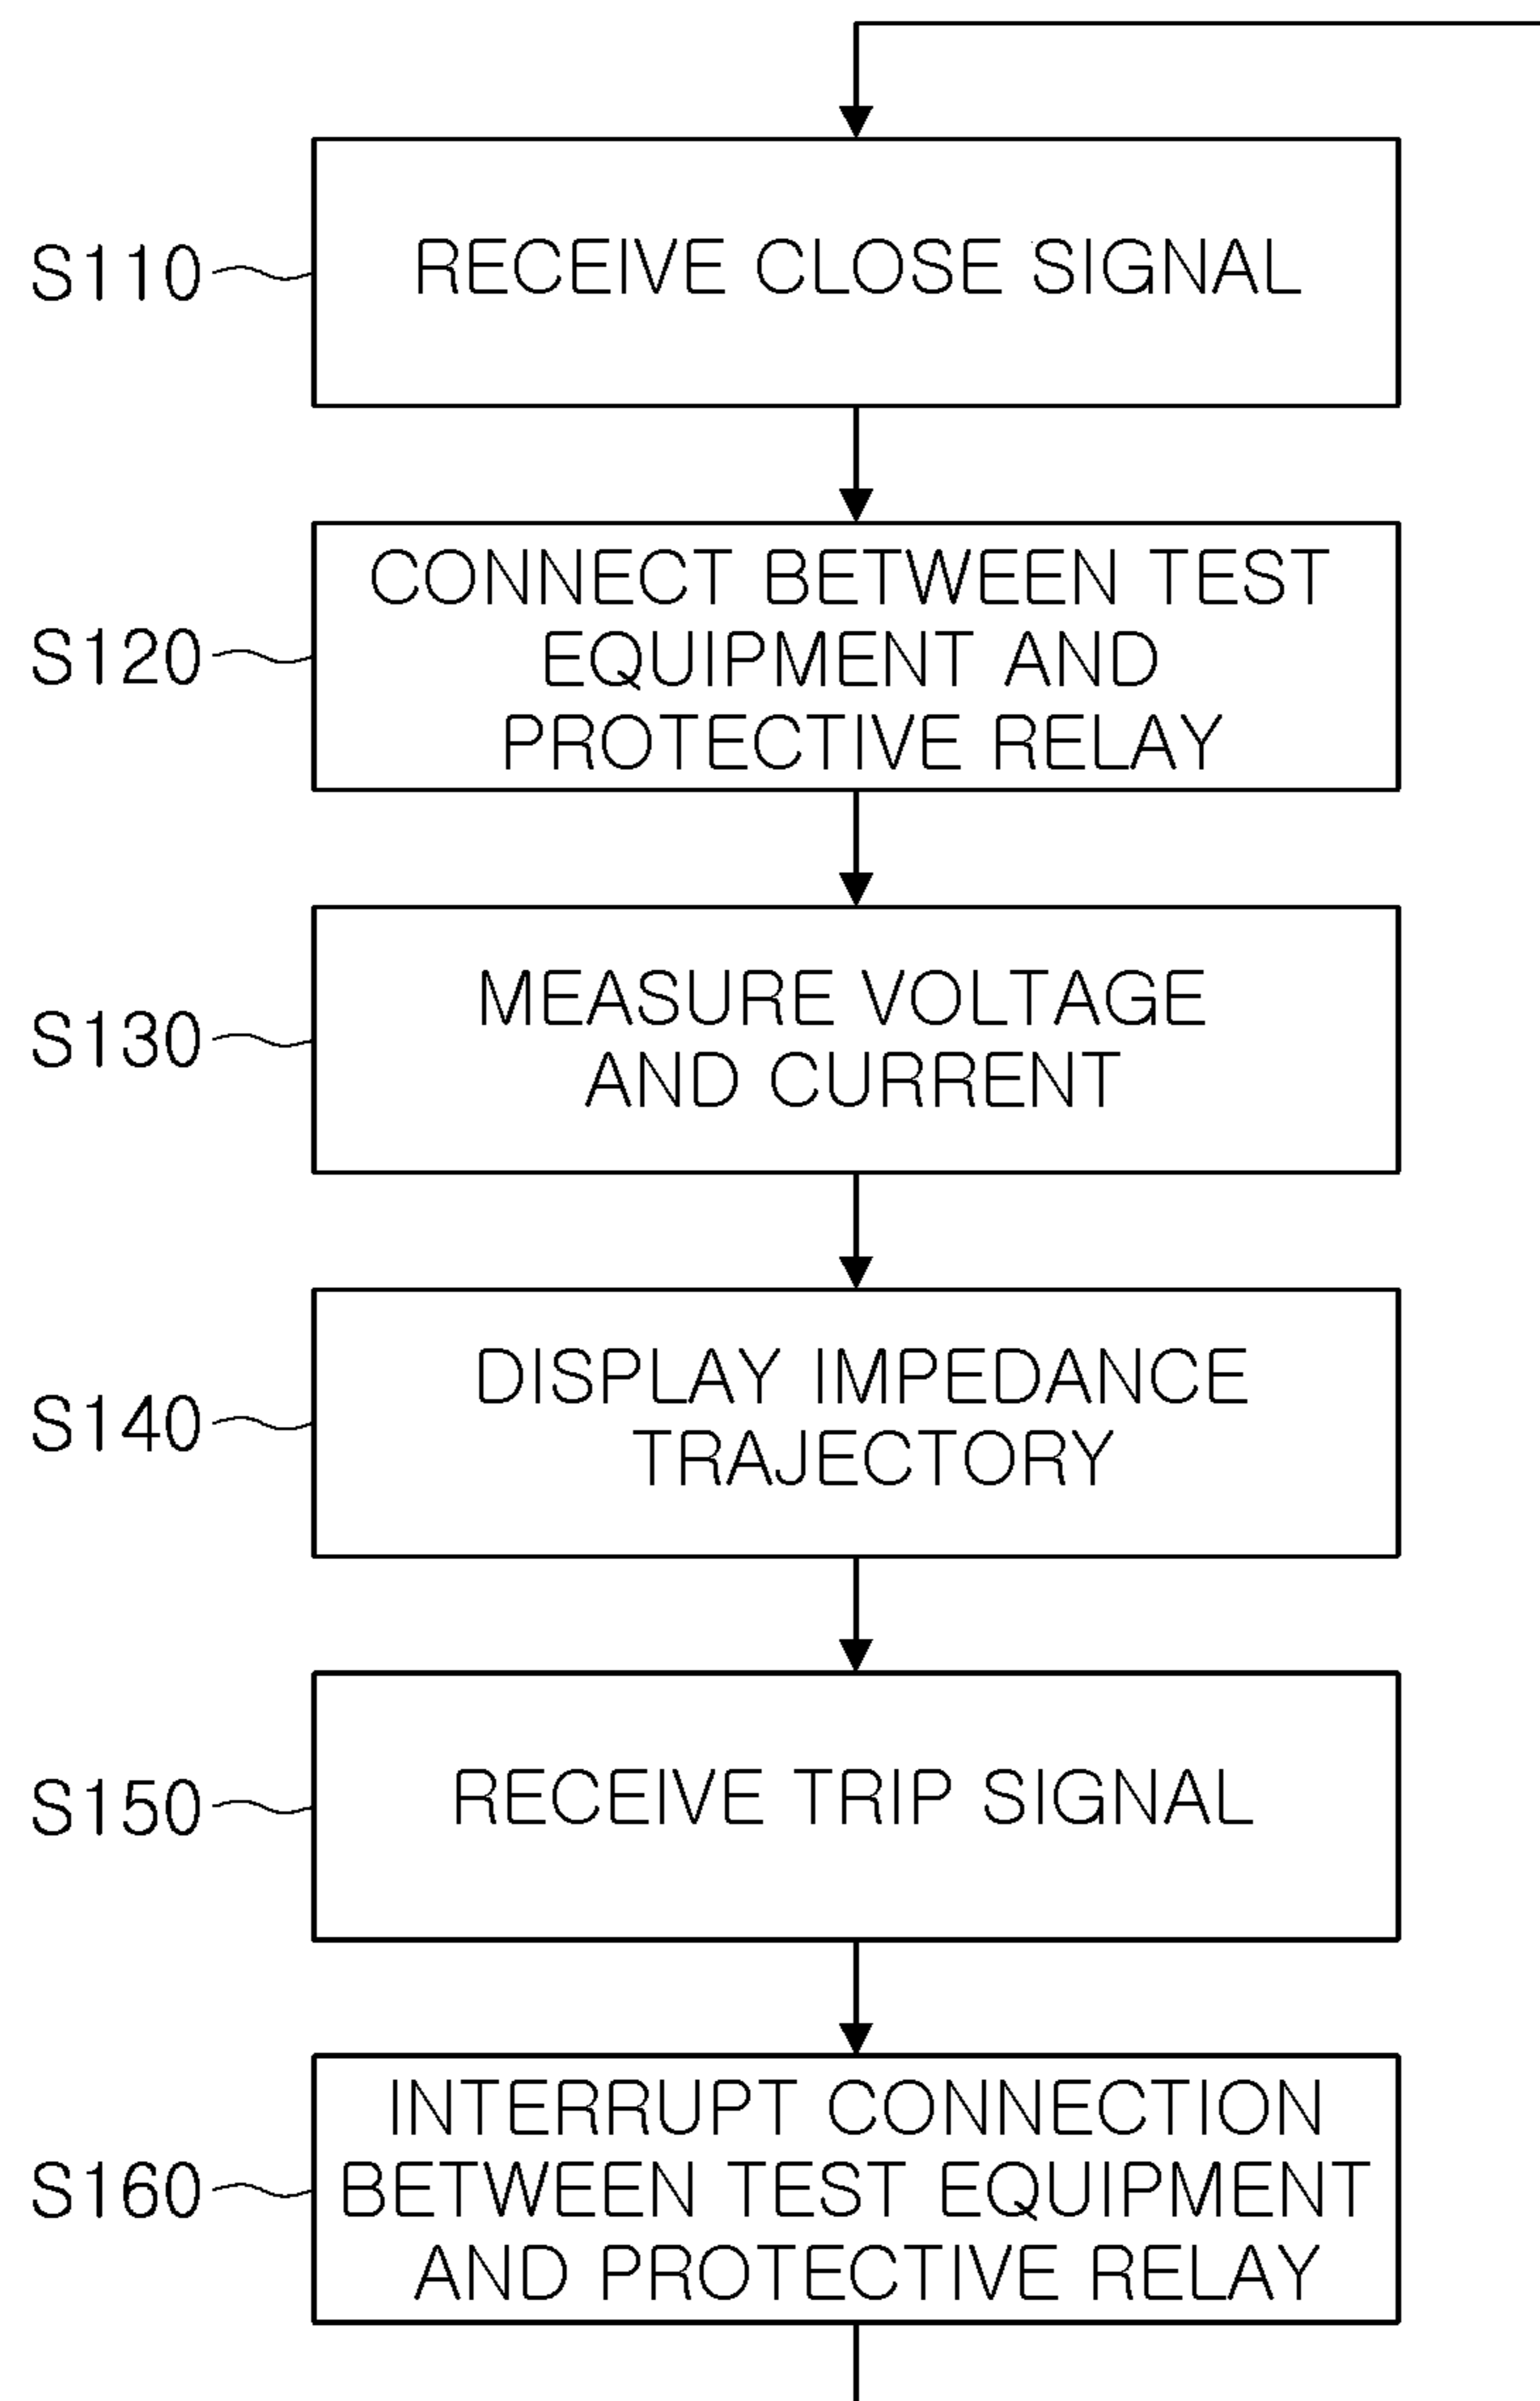 S110
RECEIVE CLOSE SIGNAL
S120
CONNECT BETWEEN TEST
EQUIPMENT AND
PROTECTIVE RELAY
S130
MEASURE VOLTAGE
AND CURRENT
S140
DISPLAY IMPEDANCE
TRAJECTORY
S150
RECEIVE TRIP SIGNAL
S160
INTERRUPT CONNECTION
BETWEEN TEST EQUIPMENT
AND PROTECTIVE RELAY